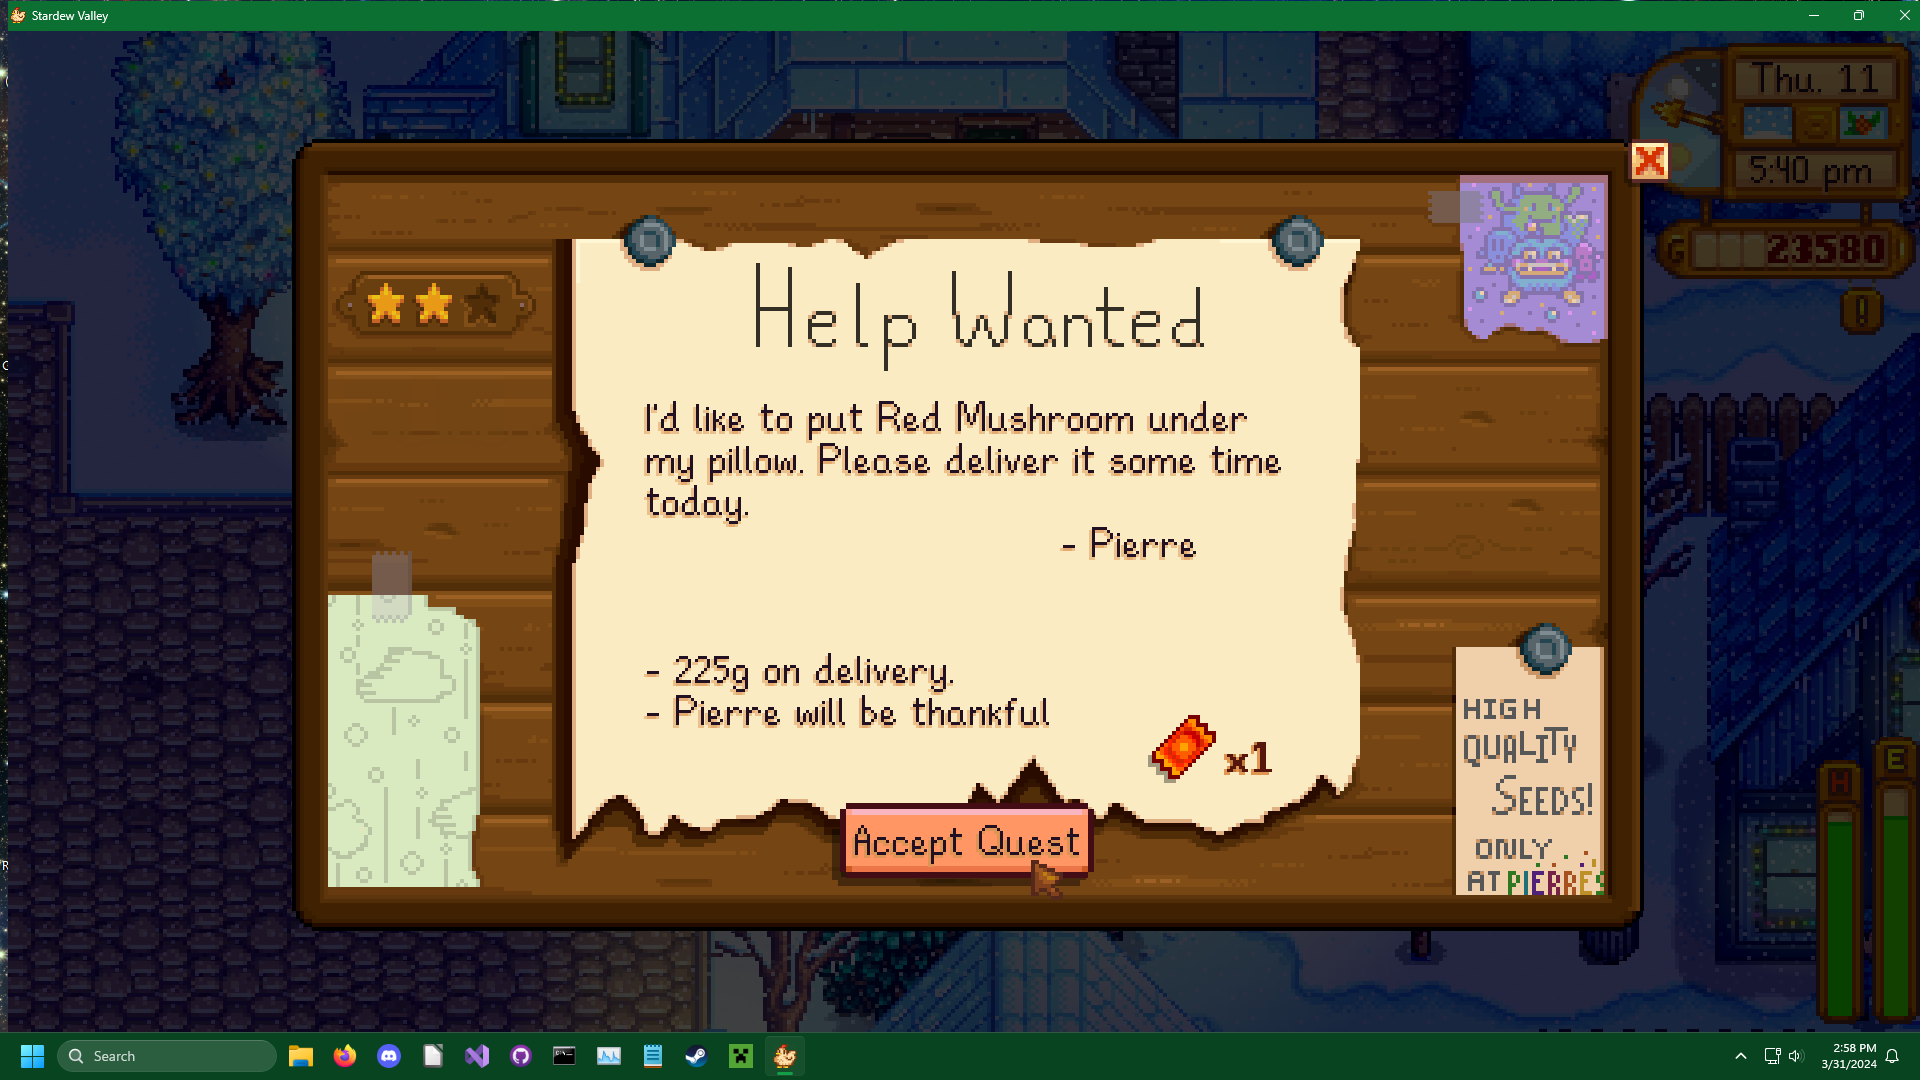 Stardew Valley
Thu. 11
5:40 pm
G 23580
Help Wanted
I'd like to put Red Mushroom under
my pillow. Please deliver it some time
today.
- Pierre
- 225g on delivery.
- Pierre will be thankful
x1
Accept Quest
HIGH
QUALITY
SEEDS!
ONLY
AT PIERRES
H
E
Search
2:58 PM
3/31/2024